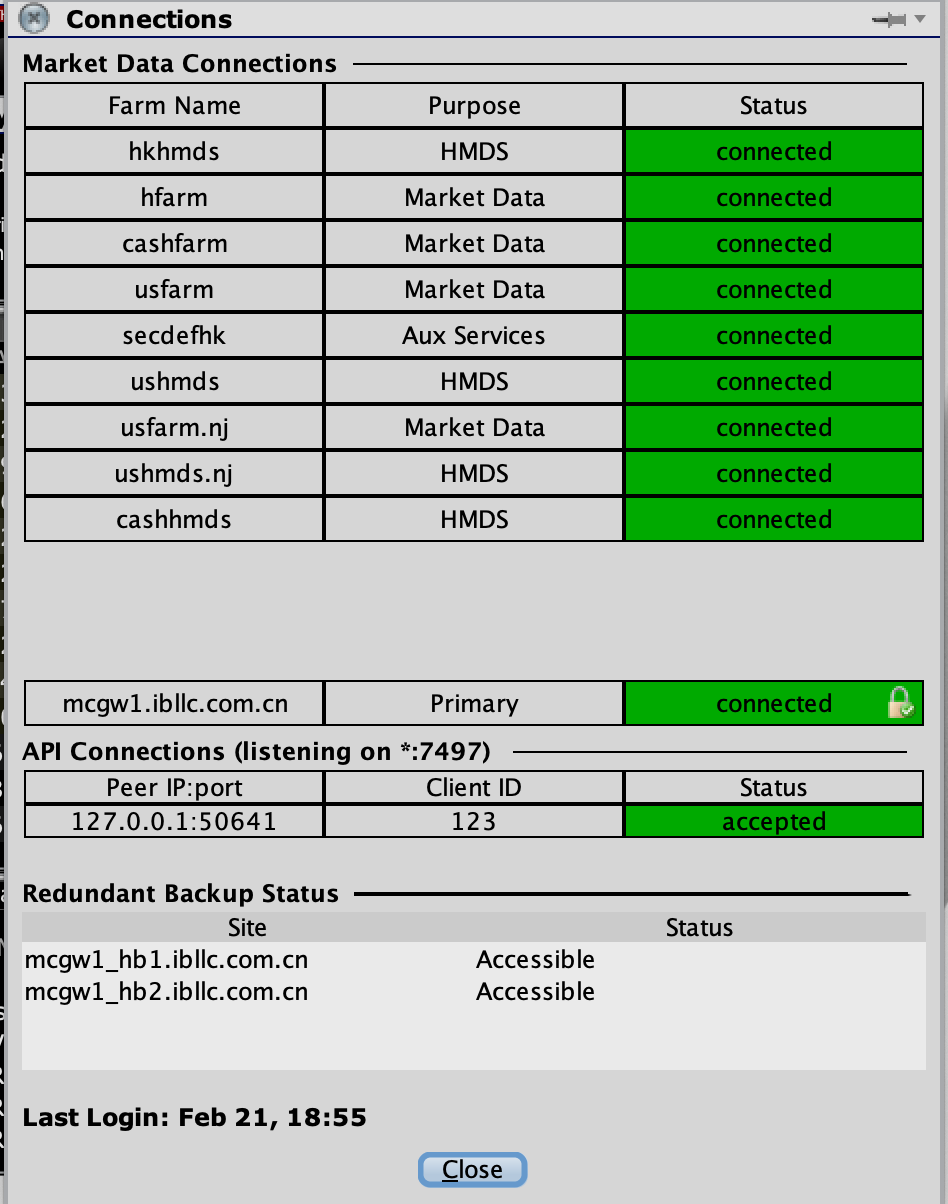 Connections
Market Data Connections
Farm Name Purpose Status
hkhmds HMDS connected
hfarm Market Data connected
cashfarm Market Data connected
usfarm Market Data connected
secdefhk Aux Services connected
ushmds HMDS connected
usfarm.nj Market Data connected
ushmds.nj HMDS connected
cashhmds HMDS connected
mcgw1.ibllc.com.cn Primary connected
API Connections (listening on *:7497)
Peer IP:port Client ID Status
127.0.0.1:50641 123 accepted
Redundant Backup Status
Site Status
mcgw1_hb1.ibllc.com.cn Accessible
mcgw1_hb2.ibllc.com.cn Accessible
Last Login: Feb 21, 18:55
Close